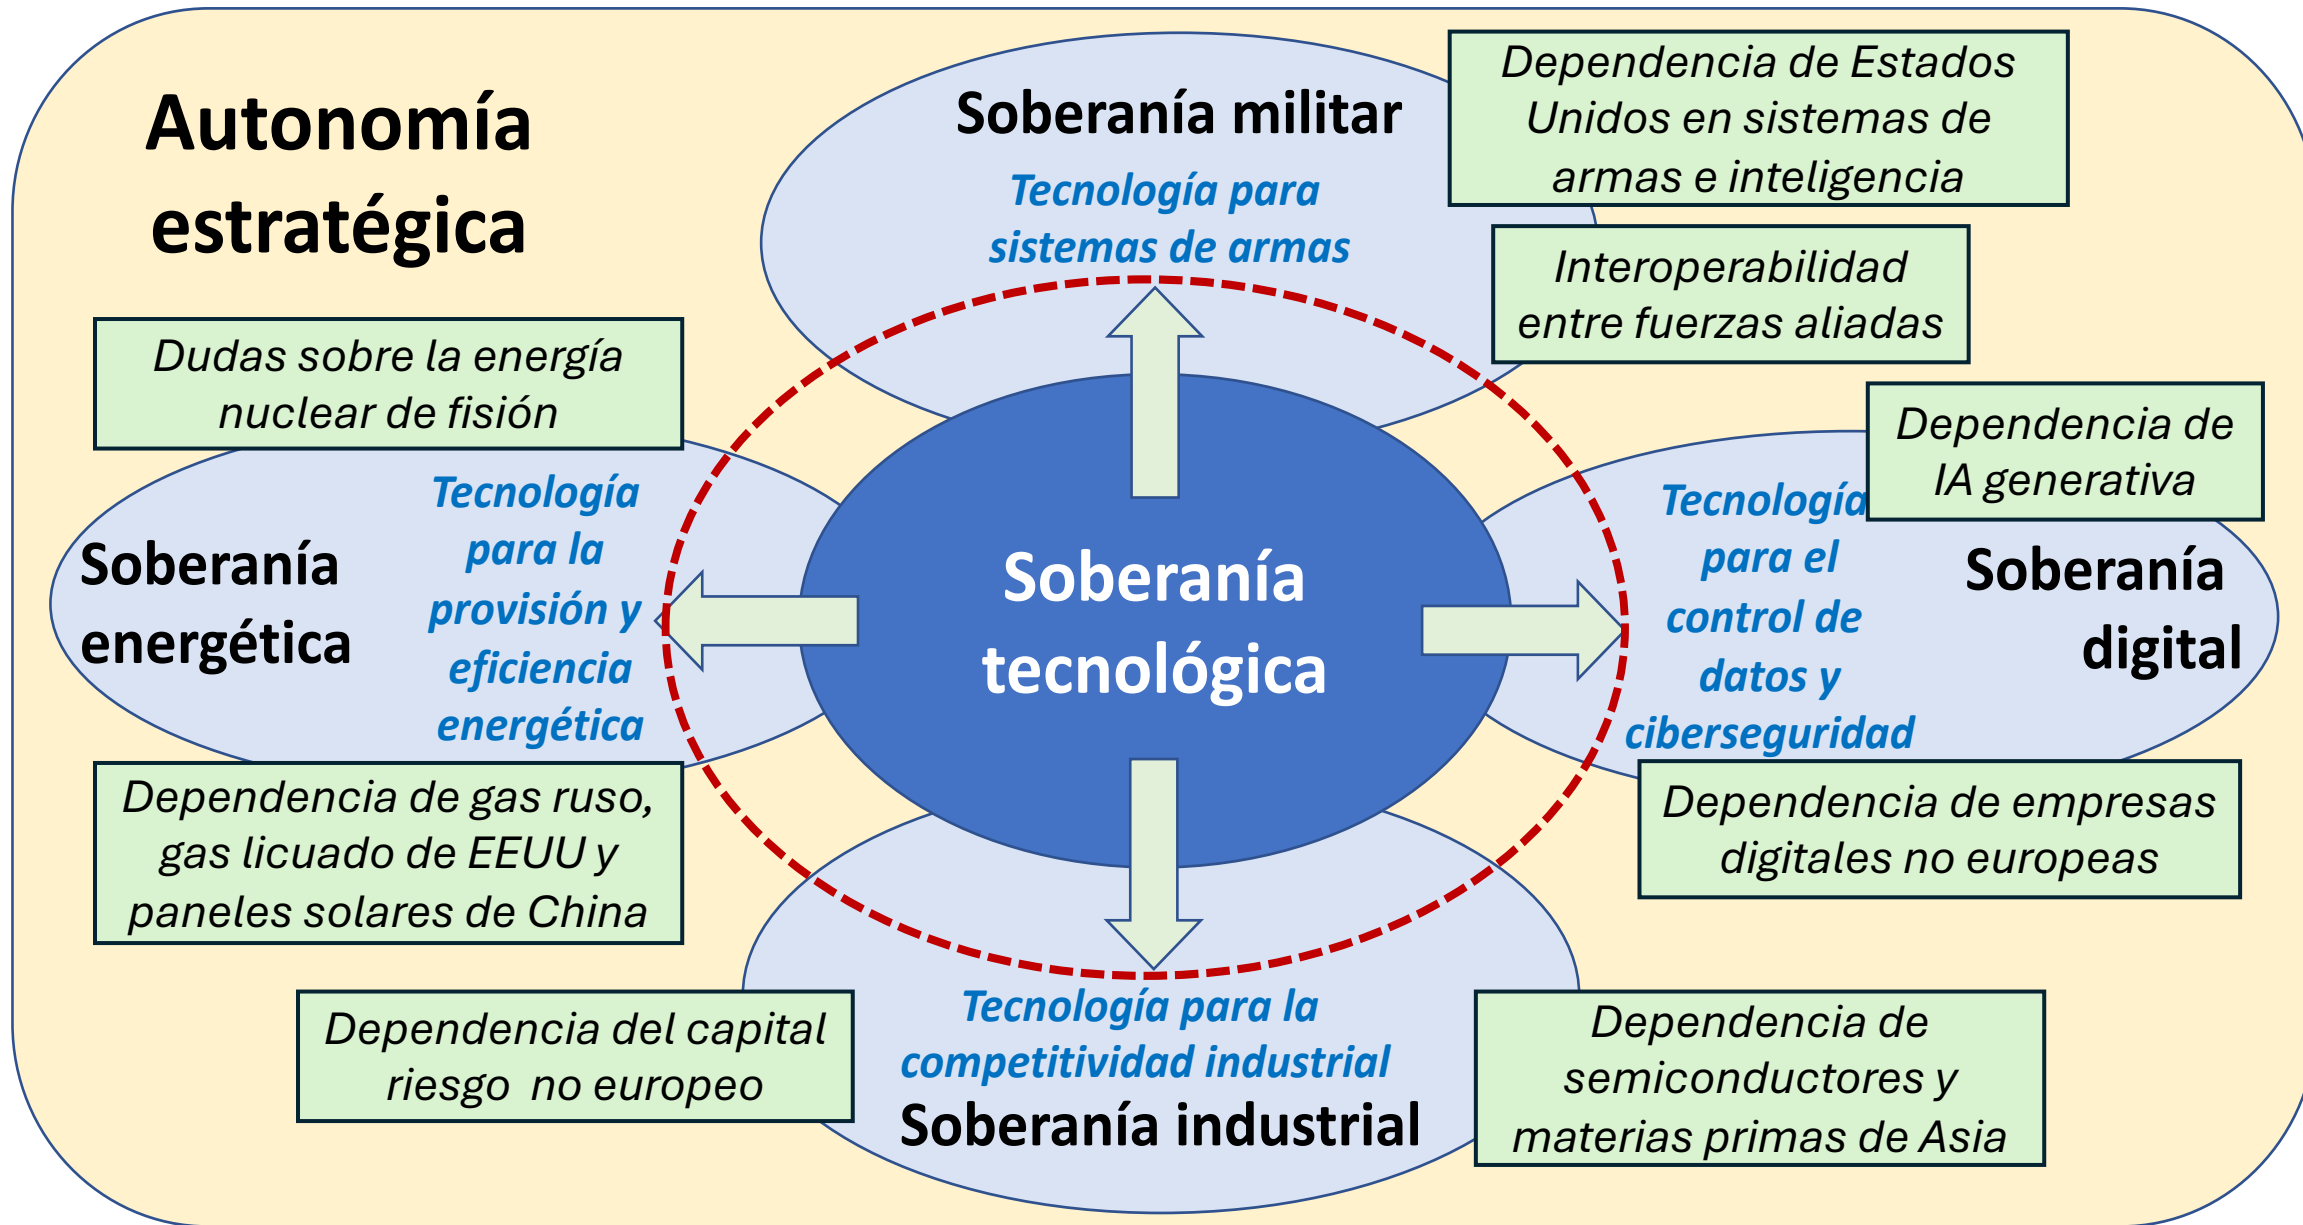 Autonomía
estratégica
Soberanía militar
Tecnología para
sistemas de armas
Dependencia de Estados
Unidos en sistemas de
armas e inteligencia
Interoperabilidad
entre fuerzas aliadas
Dudas sobre la energía
nuclear de fisión
Soberanía
energética
Tecnología
para la
provisión y
eficiencia
energética
Dependencia de gas ruso,
gas licuado de EEUU y
paneles solares de China
Soberanía
tecnológica
Dependencia de
IA generativa
Tecnología
para el
control de
datos y
ciberseguridad
Soberanía
digital
Dependencia de empresas
digitales no europeas
Dependencia del capital
riesgo no europeo
Tecnología para la
competitividad industrial
Soberanía industrial
Dependencia de
semiconductores y
materias primas de Asia